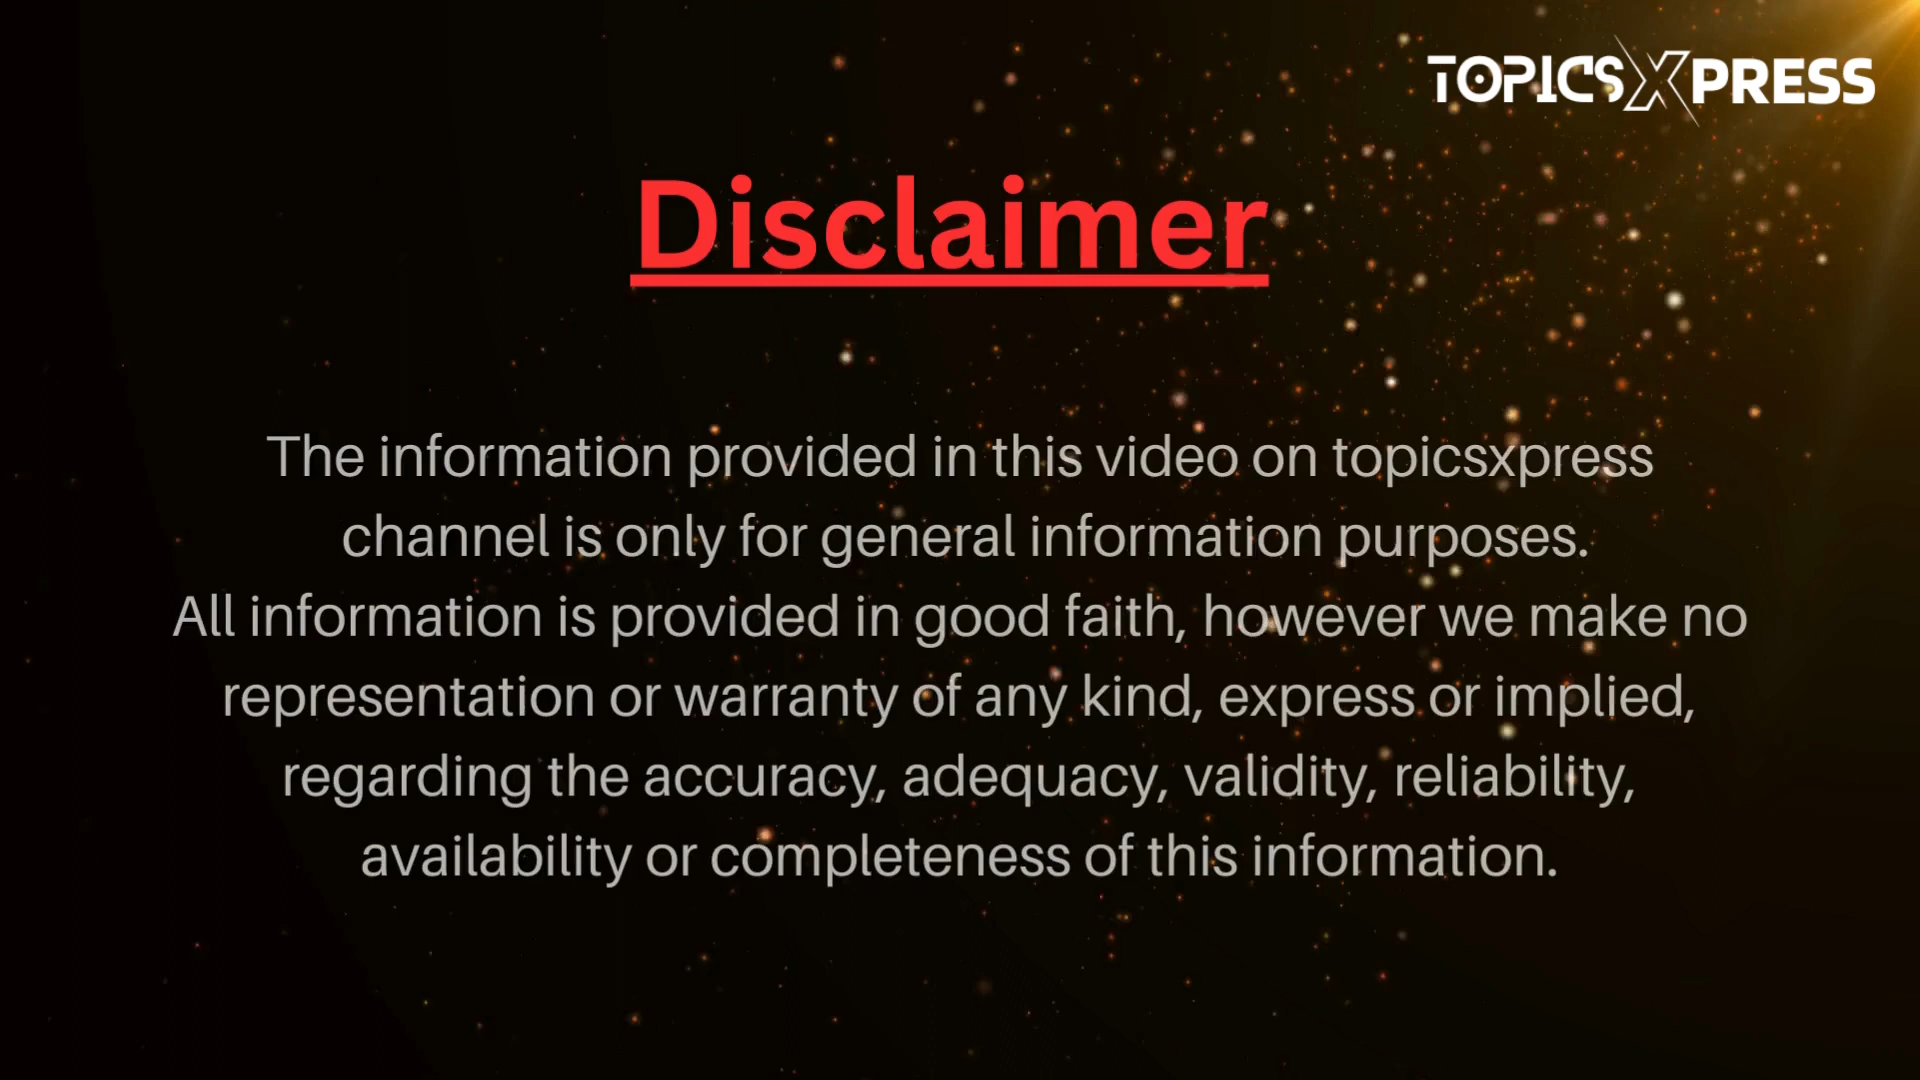 TOPICSXPRESS
Disclaimer
The information provided in this video on topicsxpress
channel is only for general information purposes.
All information is provided in good faith, however we make no
representation or warranty of any kind, express or implied,
regarding the accuracy, adequacy, validity, reliability,
availability or completeness of this information.